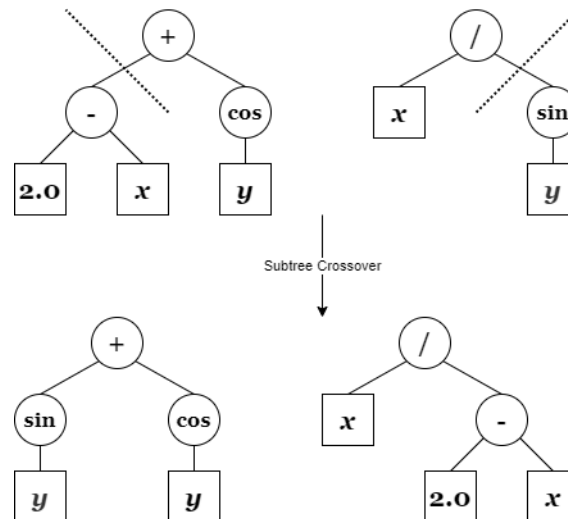 + /
- cos x sin
2.0 x y y
Subtree Crossover
+ /
sin cos x -
y y 2.0 x